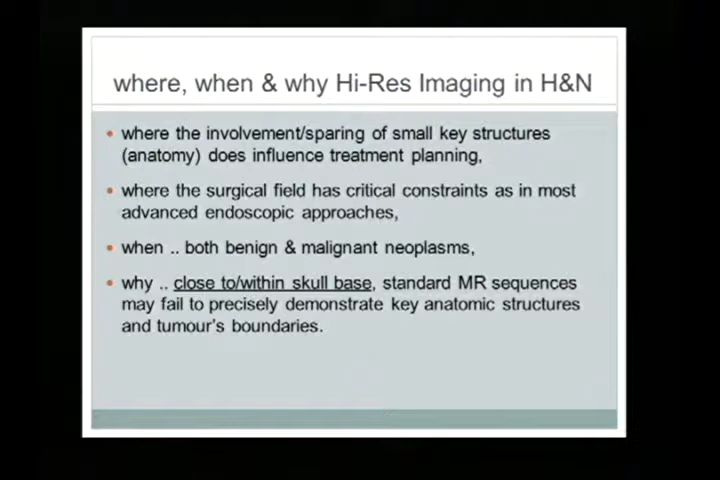 where, when & why Hi-Res Imaging in H&N
• where the involvement/sparing of small key structures
(anatomy) does influence treatment planning,
• where the surgical field has critical constraints as in most
advanced endoscopic approaches,
• when .. both benign & malignant neoplasms,
• why .. close to/within skull base, standard MR sequences
may fail to precisely demonstrate key anatomic structures
and tumour's boundaries.